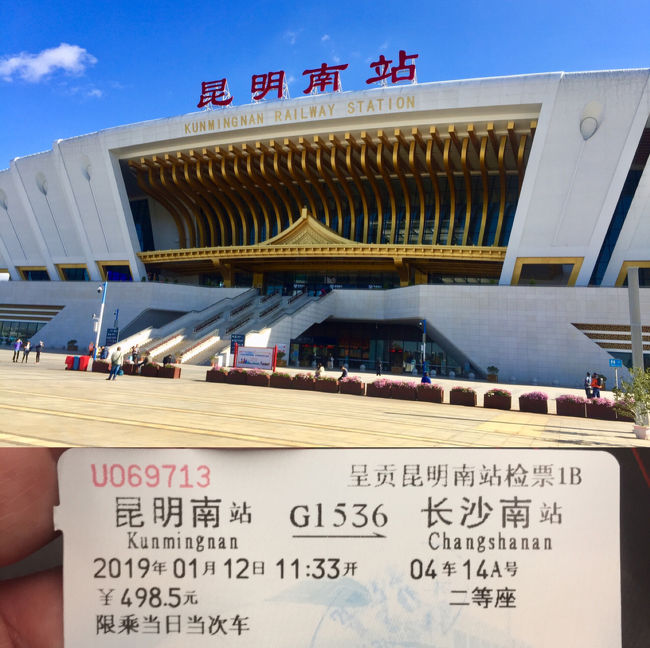 昆明南站
KUNMINGNAN RAILWAY STATION
U069713 呈贡昆明南站检票1B
昆明南站 G1536 长沙南站
Kunmingnan Changshanan
2019年01月12日 11:33开 04车 14A号
￥498.5元 二等座
限乘当日当次车